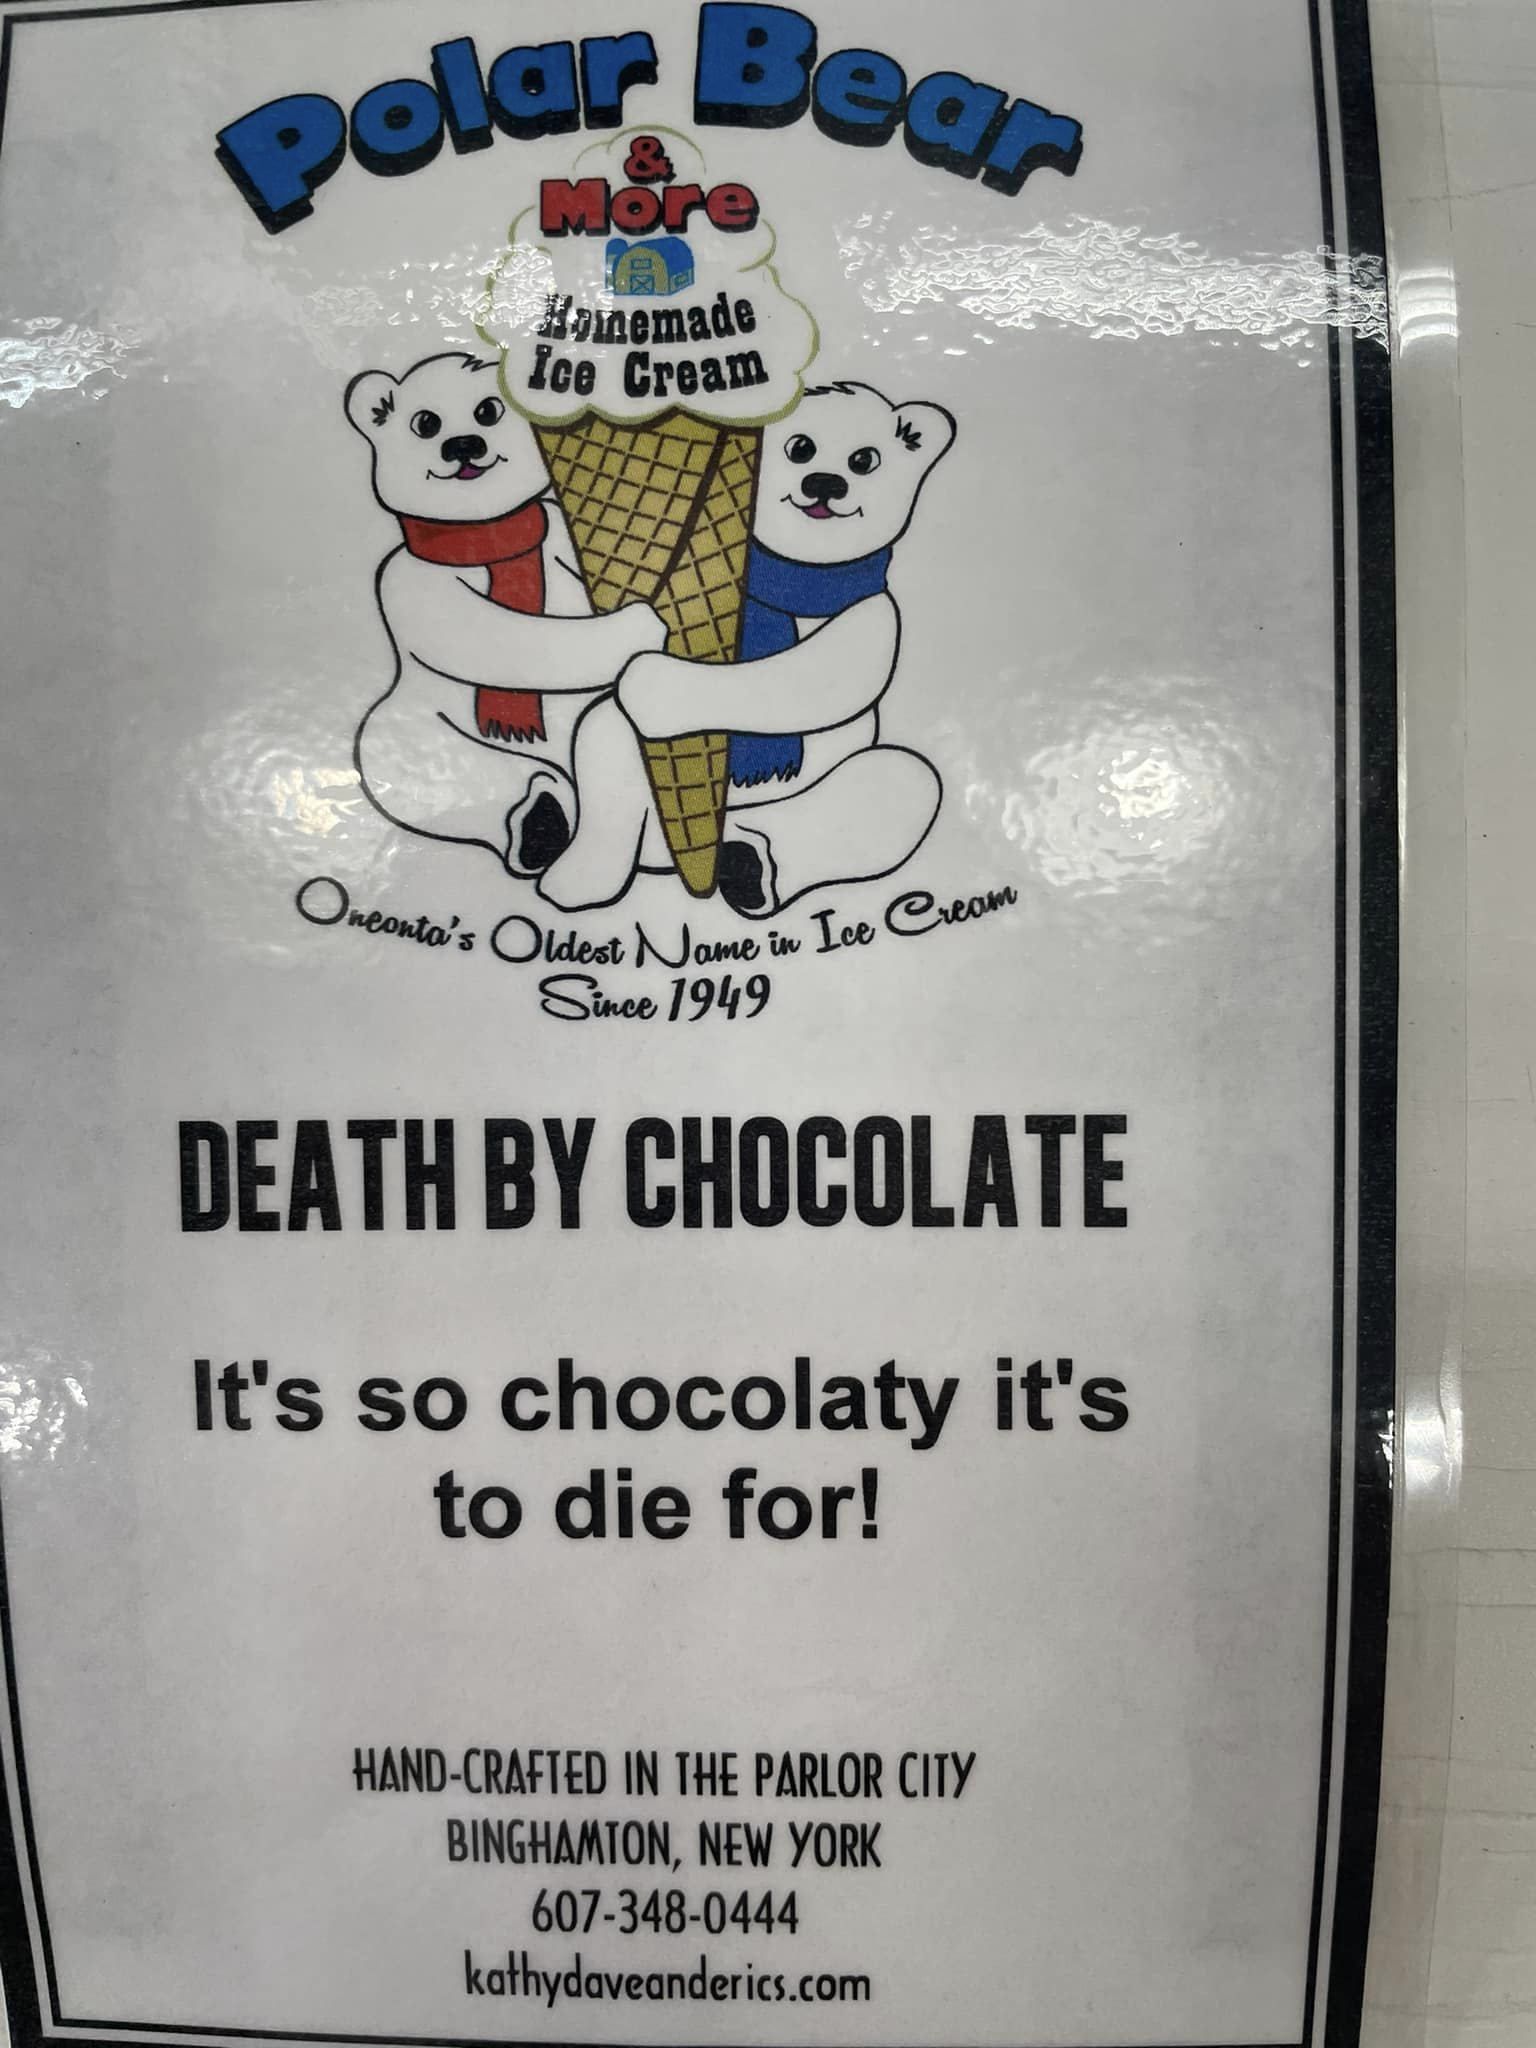 Polar Bear
& More
Homemade
Ice Cream
Oneonta's Oldest Name in Ice Cream
Since 1949
DEATH BY CHOCOLATE
It's so chocolaty it's
to die for!
HAND-CRAFTED IN THE PARLOR CITY
BINGHAMTON, NEW YORK
607-348-0444
kathydaveanderics.com